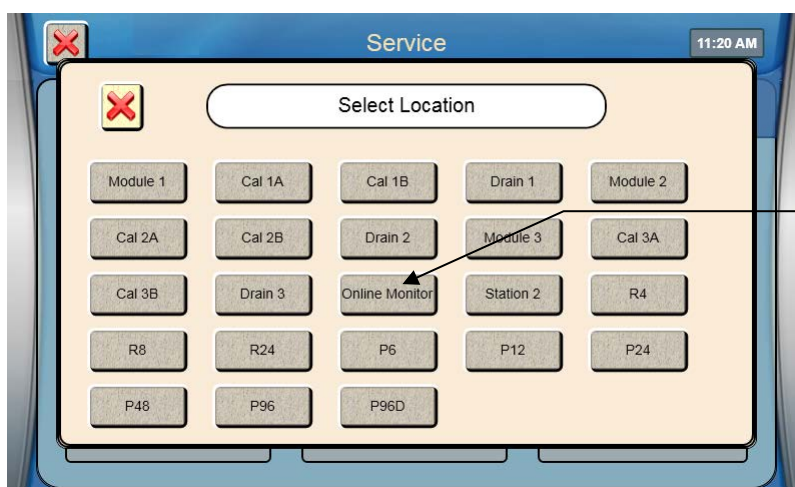 Service
11:20 AM
Select Location
Module 1 Cal 1A Cal 1B Drain 1 Module 2
Cal 2A Cal 2B Drain 2 Module 3 Cal 3A
Cal 3B Drain 3 Online Monitor Station 2 R4
R8 R24 P6 P12 P24
P48 P96 P96D